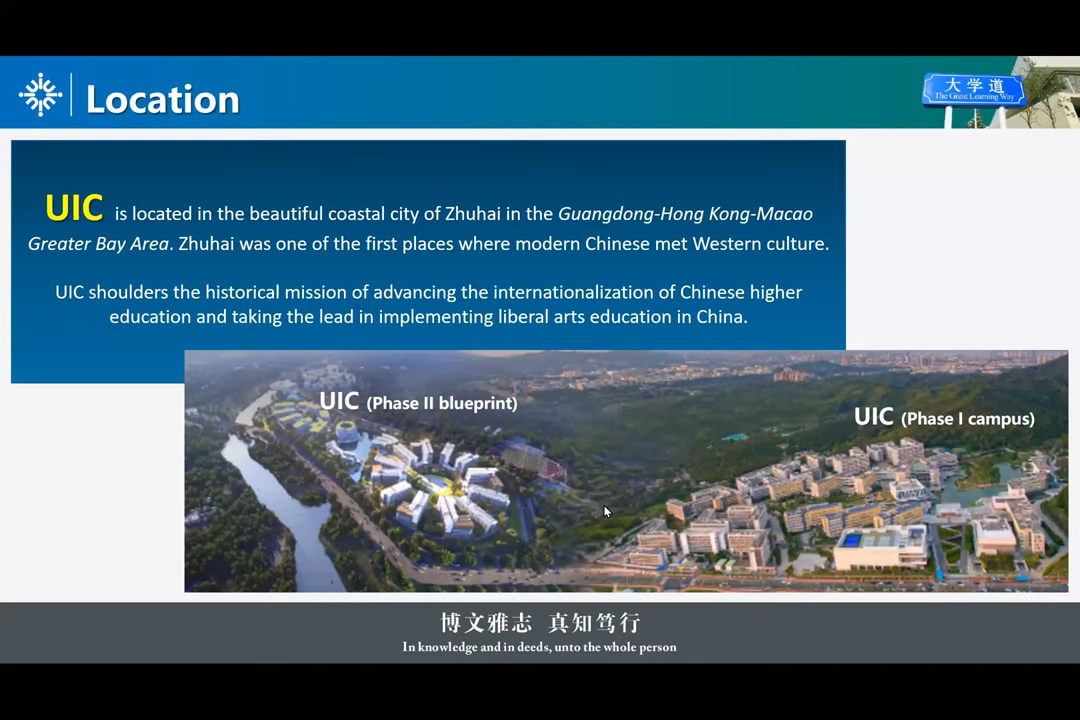 Location
大学道
The Great Learning Way
UIC is located in the beautiful coastal city of Zhuhai in the Guangdong-Hong Kong-Macao
Greater Bay Area. Zhuhai was one of the first places where modern Chinese met Western culture.
UIC shoulders the historical mission of advancing the internationalization of Chinese higher
education and taking the lead in implementing liberal arts education in China.
UIC (Phase II blueprint)
UIC (Phase I campus)
博文雅志 真知笃行
In knowledge and in deeds, unto the whole person